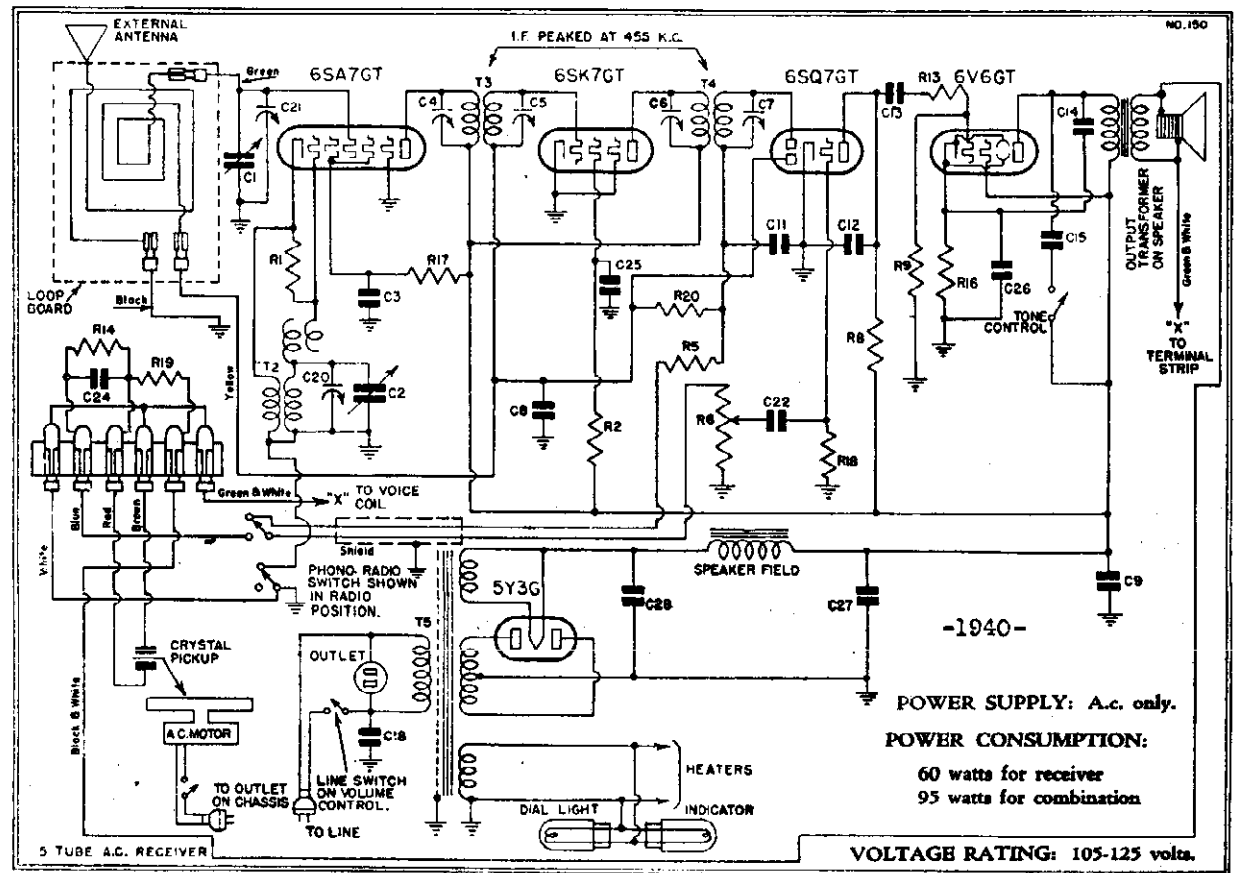 EXTERNAL
ANTENNA
NO. 150
I.F. PEAKED AT 455 K.C.
Green
6SA7GT
T3
6SK7GT
T4
6SQ7GT
R13
6V6GT
C21
C4
C5
C6
C7
C13
C14
C1
R1
R17
C3
C25
C11
C12
R9
R16
C26
C15
OUTPUT
TRANSFORMER
ON SPEAKER
Green & White
LOOP
BOARD
Black
R20
R5
R8
TONE
CONTROL
"X"
TO
TERMINAL
STRIP
R14
R19
C24
Yellow
T2
C20
C2
C8
R2
R6
C22
R18
Green & White
"X" TO VOICE
COIL
Blue
Red
Brown
White
Shield
PHONO-RADIO
SWITCH SHOWN
IN RADIO
POSITION.
SPEAKER FIELD
5Y3G
C28
C27
C9
T5
-1940-
CRYSTAL
PICKUP
OUTLET
Black & White
A.C. MOTOR
C18
POWER SUPPLY: A.c. only.
POWER CONSUMPTION:
60 watts for receiver
95 watts for combination
TO OUTLET
ON CHASSIS
LINE SWITCH
ON VOLUME
CONTROL.
HEATERS
DIAL LIGHT
INDICATOR
TO LINE
5 TUBE A.C. RECEIVER
VOLTAGE RATING: 105-125 volts.